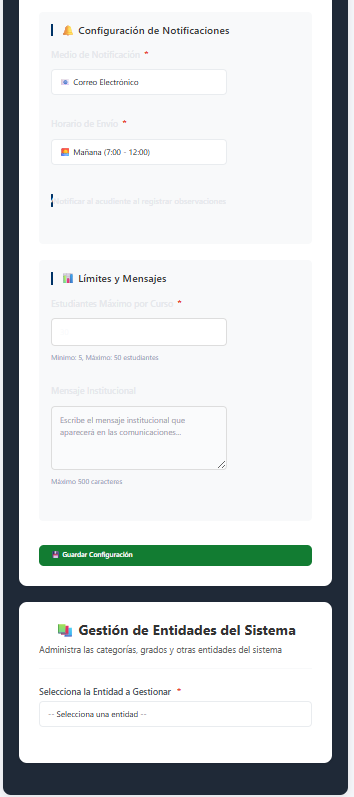 Configuración de Notificaciones
Medio de Notificación *
Correo Electrónico
Horario de Envío *
Mañana (7:00 - 12:00)
Notificar al acudiente al registrar observaciones
Límites y Mensajes
Estudiantes Máximo por Curso *
Mínimo: 5, Máximo: 50 estudiantes
Mensaje Institucional
Escribe el mensaje institucional que
aparecerá en las comunicaciones...
Máximo 500 caracteres
Guardar Configuración
Gestión de Entidades del Sistema
Administra las categorías, grados y otras entidades del sistema
Selecciona la Entidad a Gestionar *
-- Selecciona una entidad --